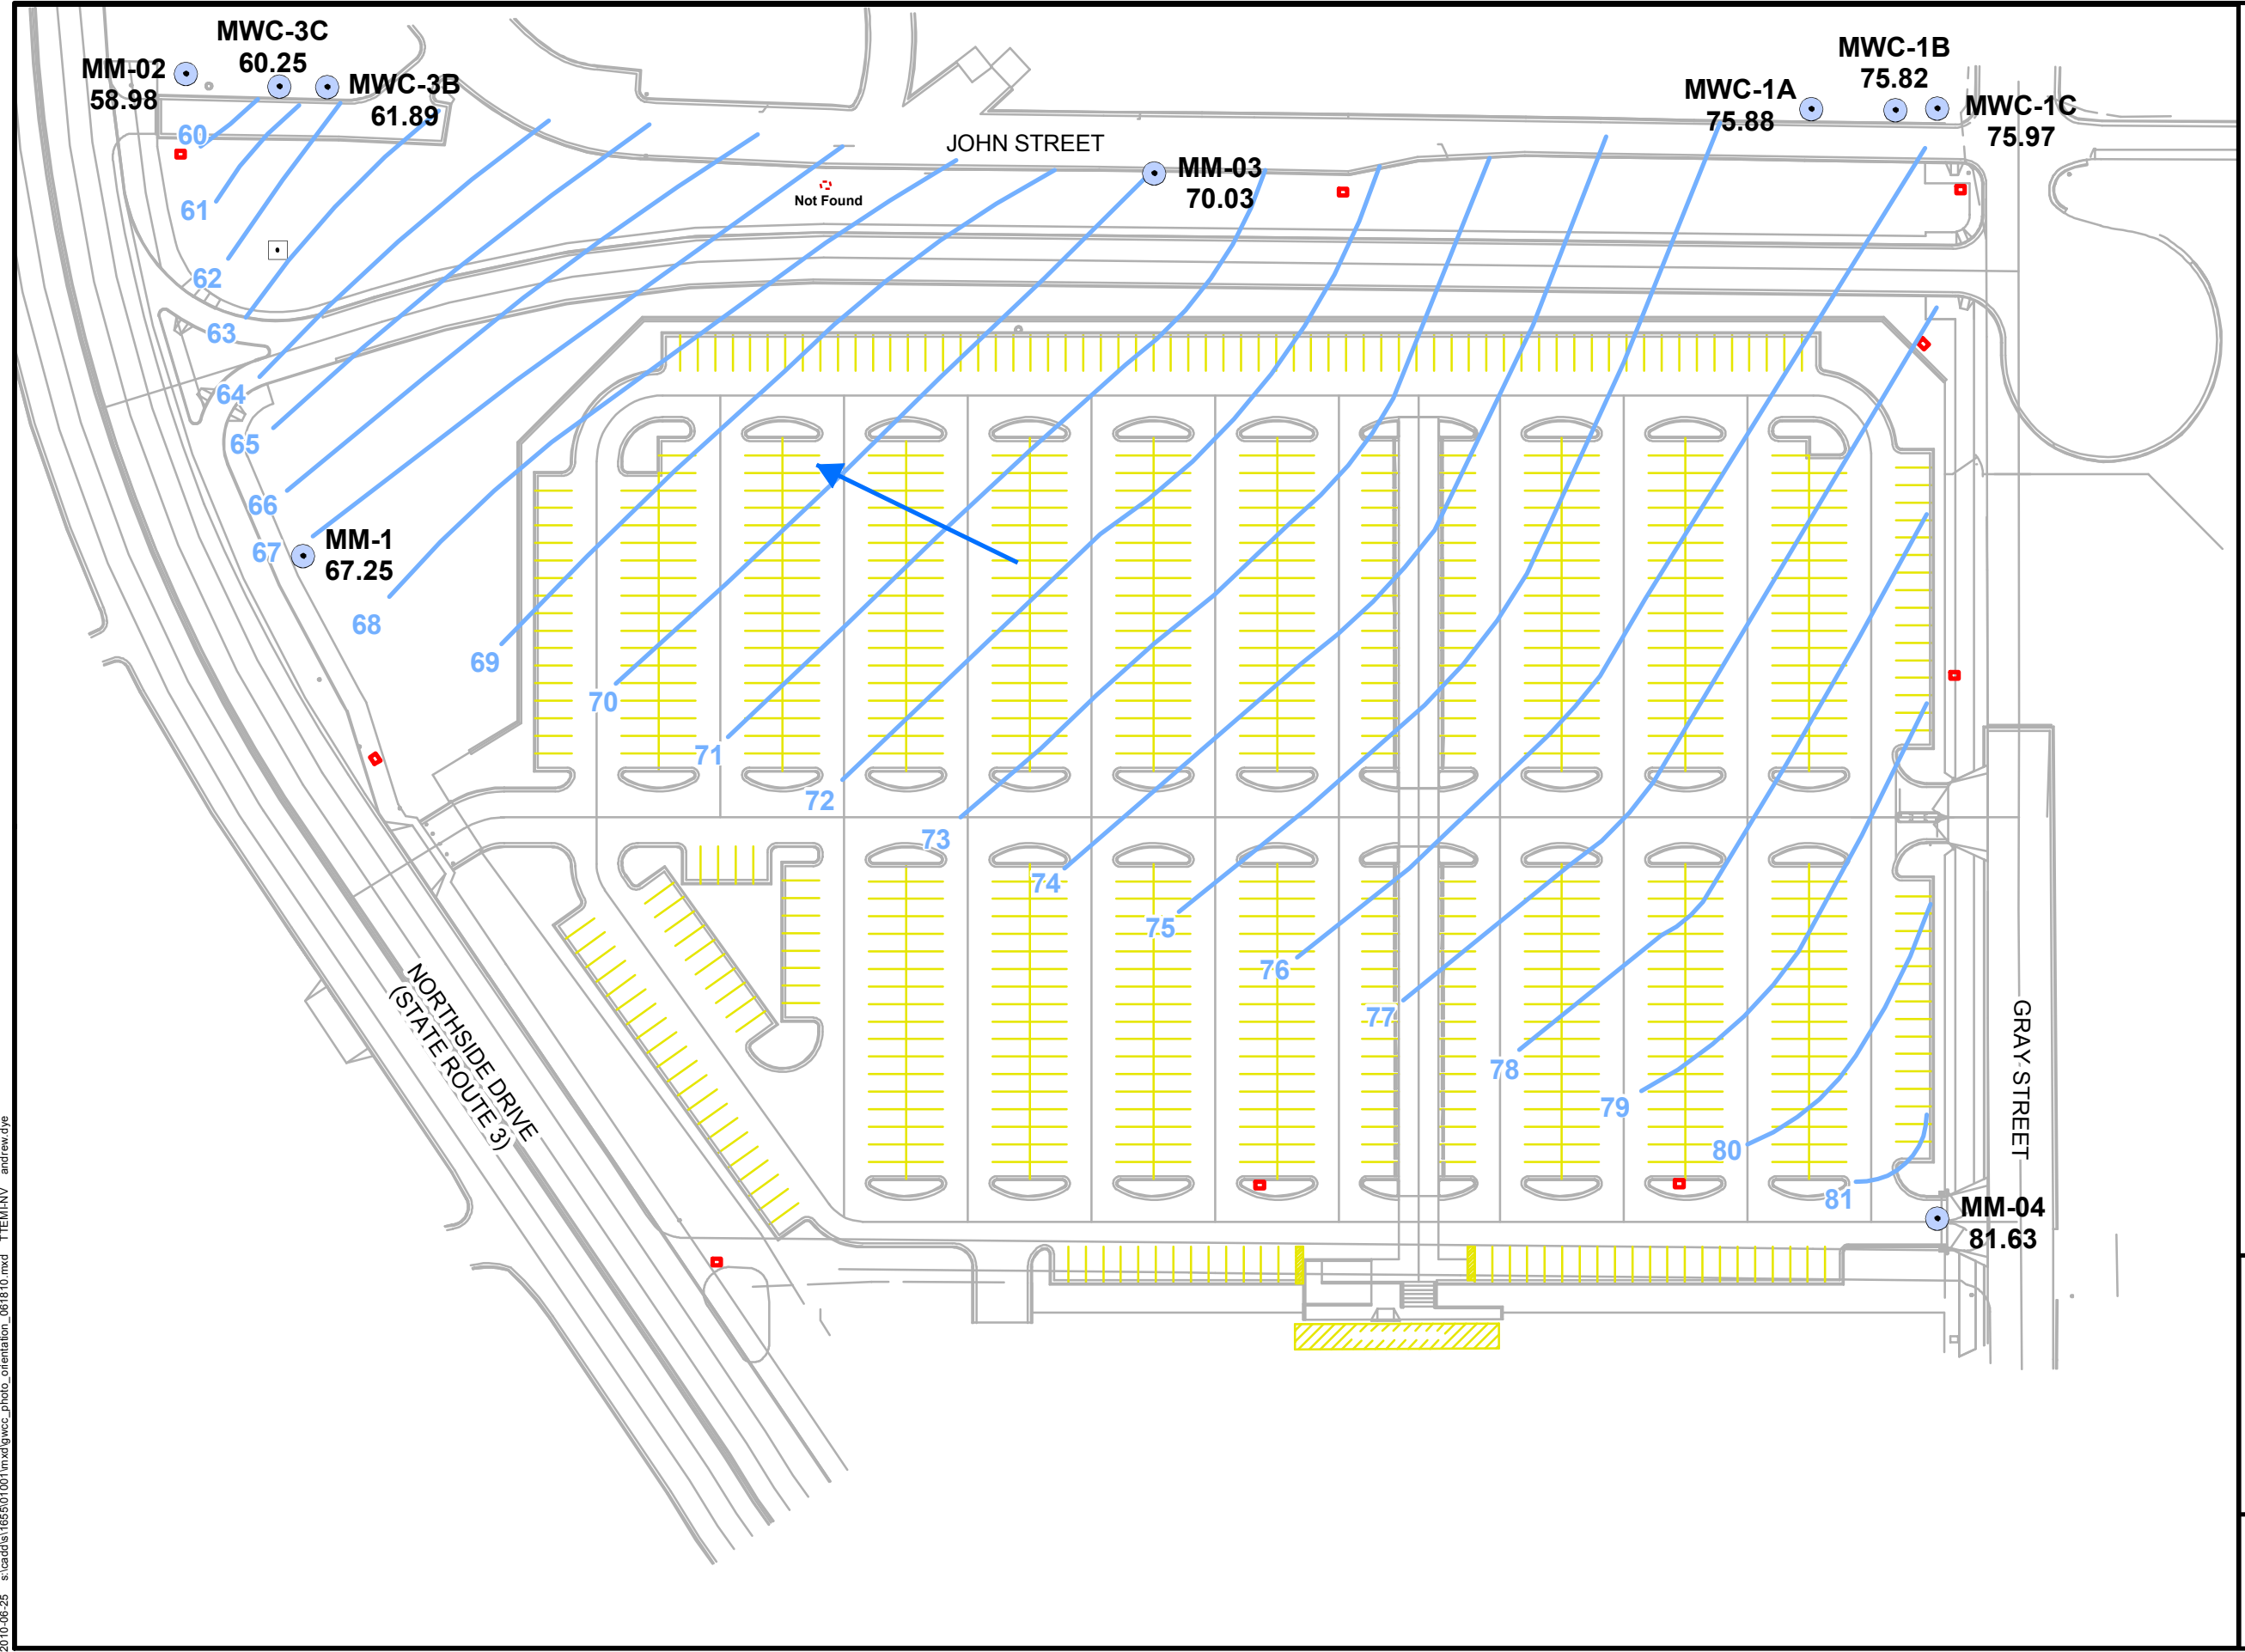 MWC-3C
60.25
MM-02
58.98
MWC-3B
61.89
MWC-1B
75.82
MWC-1A
75.88
MWC-1C
75.97
JOHN STREET
MM-03
70.03
Not Found
60
61
62
63
64
65
66
67
MM-1
67.25
68
69
70
71
72
73
74
75
76
77
78
79
80
81
MM-04
81.63
NORTHSIDE DRIVE
(STATE ROUTE 3)
GRAY STREET
2010-06-25 s:\cadd\s\1655\01001\mxd\gwcc_photo_orientation_061810.mxd TTEMI-NV andrew.dye